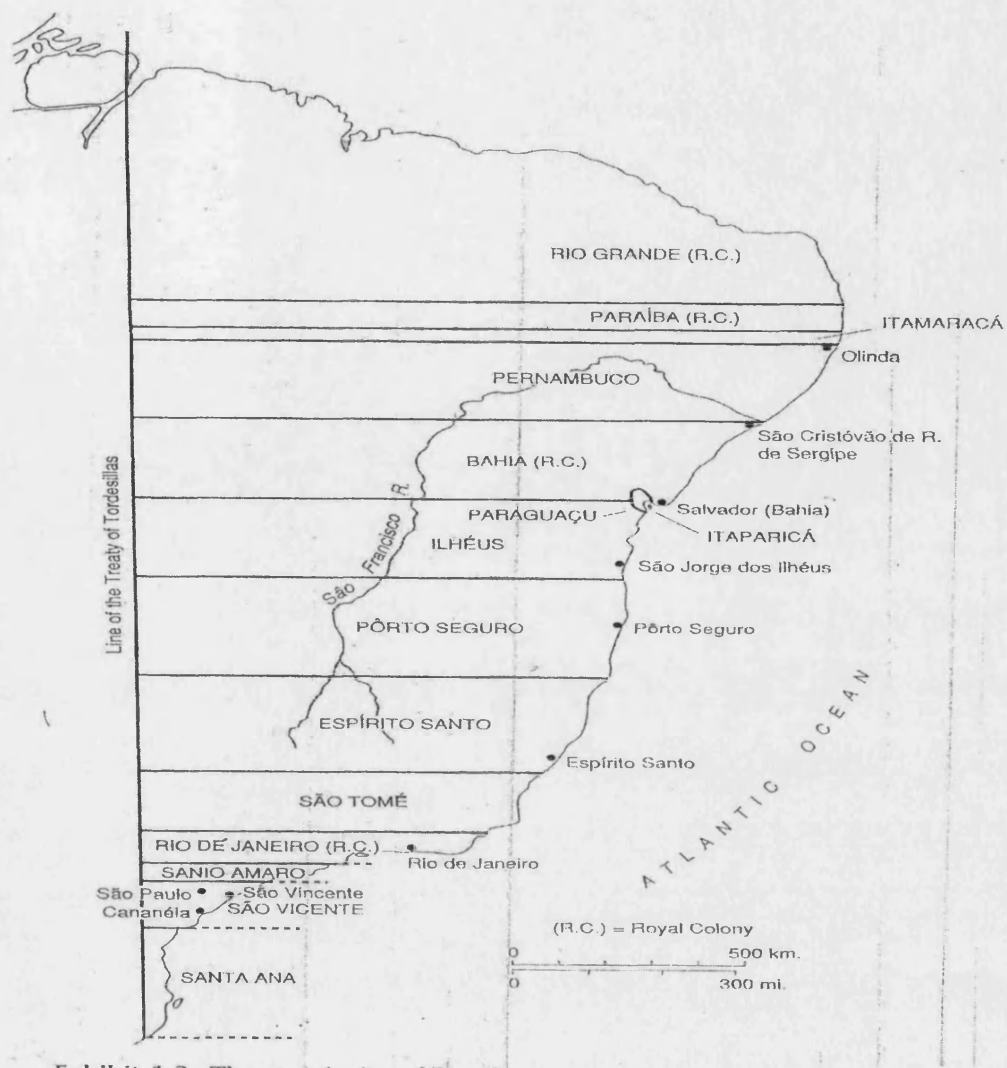 RIO GRANDE (R.C.)
PARAÍBA (R.C.)
ITAMARACÁ
Olinda
PERNAMBUCO
São Cristóvão de R.
de Sergipe
BAHIA (R.C.)
Line of the Treaty of Tordesillas
São Francisco R.
PARAGUAÇU
Salvador (Bahia)
ITAPARICÁ
ILHÉUS
São Jorge dos Ilhéus
PÔRTO SEGURO
Pôrto Seguro
ESPÍRITO SANTO
Espírito Santo
ATLANTIC OCEAN
SÃO TOMÉ
RIO DE JANEIRO (R.C.)
Rio de Janeiro
SANIO AMARO
São Paulo
São Vincente
Cananéla
SÃO VICENTE
(R.C.) = Royal Colony
0 500 km.
0 300 mi.
SANTA ANA